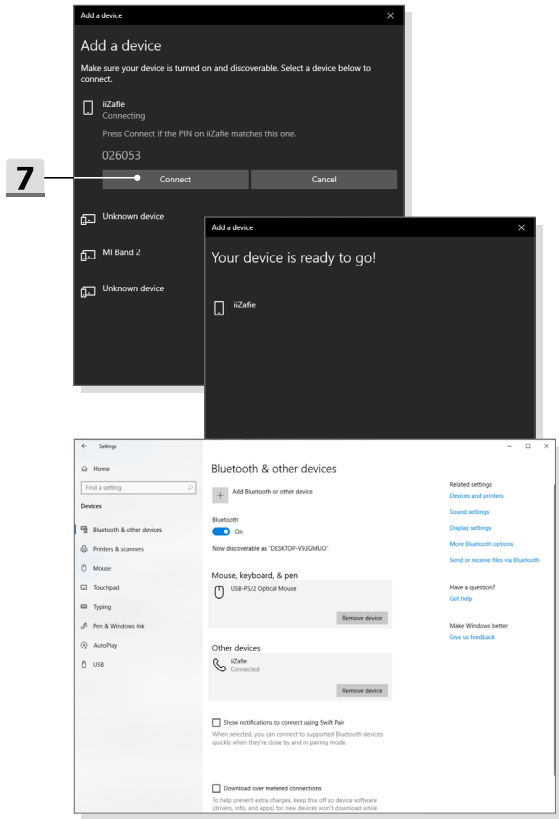 Add a device
Add a device
Make sure your device is turned on and discoverable. Select a device below to
connect.
iiZafie
Connecting
Press Connect if the PIN on iiZafie matches this one.
026053
7
Connect
Cancel
Unknown device
MI Band 2
Unknown device
Add a device
Your device is ready to go!
iiZafie
Settings
Home
Find a setting
Devices
Bluetooth & other devices
Printers & scanners
Mouse
Touchpad
Typing
Pen & Windows Ink
AutoPlay
USB
Bluetooth & other devices
Add Bluetooth or other device
Bluetooth
On
Now discoverable as "DESKTOP-V93GMUO"
Mouse, keyboard, & pen
USB-PS/2 Optical Mouse
Remove device
Other devices
iiZafie
Connected
Remove device
Show notifications to connect using Swift Pair
When selected, you can connect to supported Bluetooth devices
quickly when they're close by and in pairing mode.
Download over metered connections
To help prevent extra charges, keep this off so device software
(drivers, info, and apps) for new devices won't download while
Related settings
Devices and printers
Sound settings
Display settings
More Bluetooth options
Send or receive files via Bluetooth
Have a question?
Get help
Make Windows better
Give us feedback